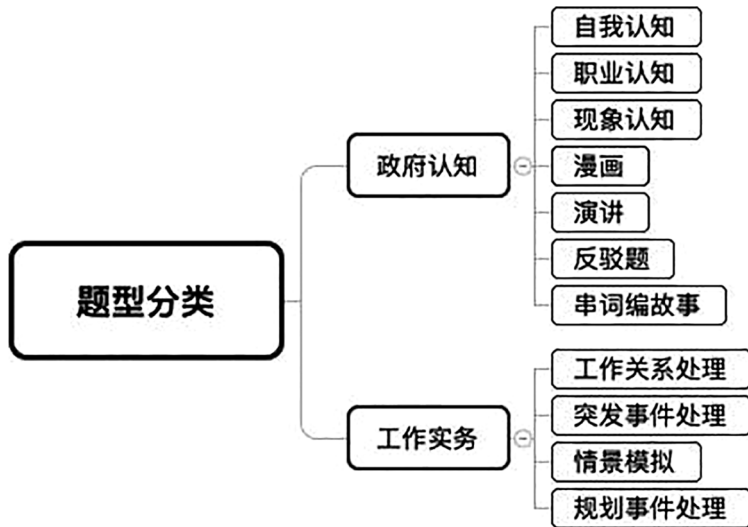 题型分类
政府认知
自我认知
职业认知
现象认知
漫画
演讲
反驳题
串词编故事
工作实务
工作关系处理
突发事件处理
情景模拟
规划事件处理